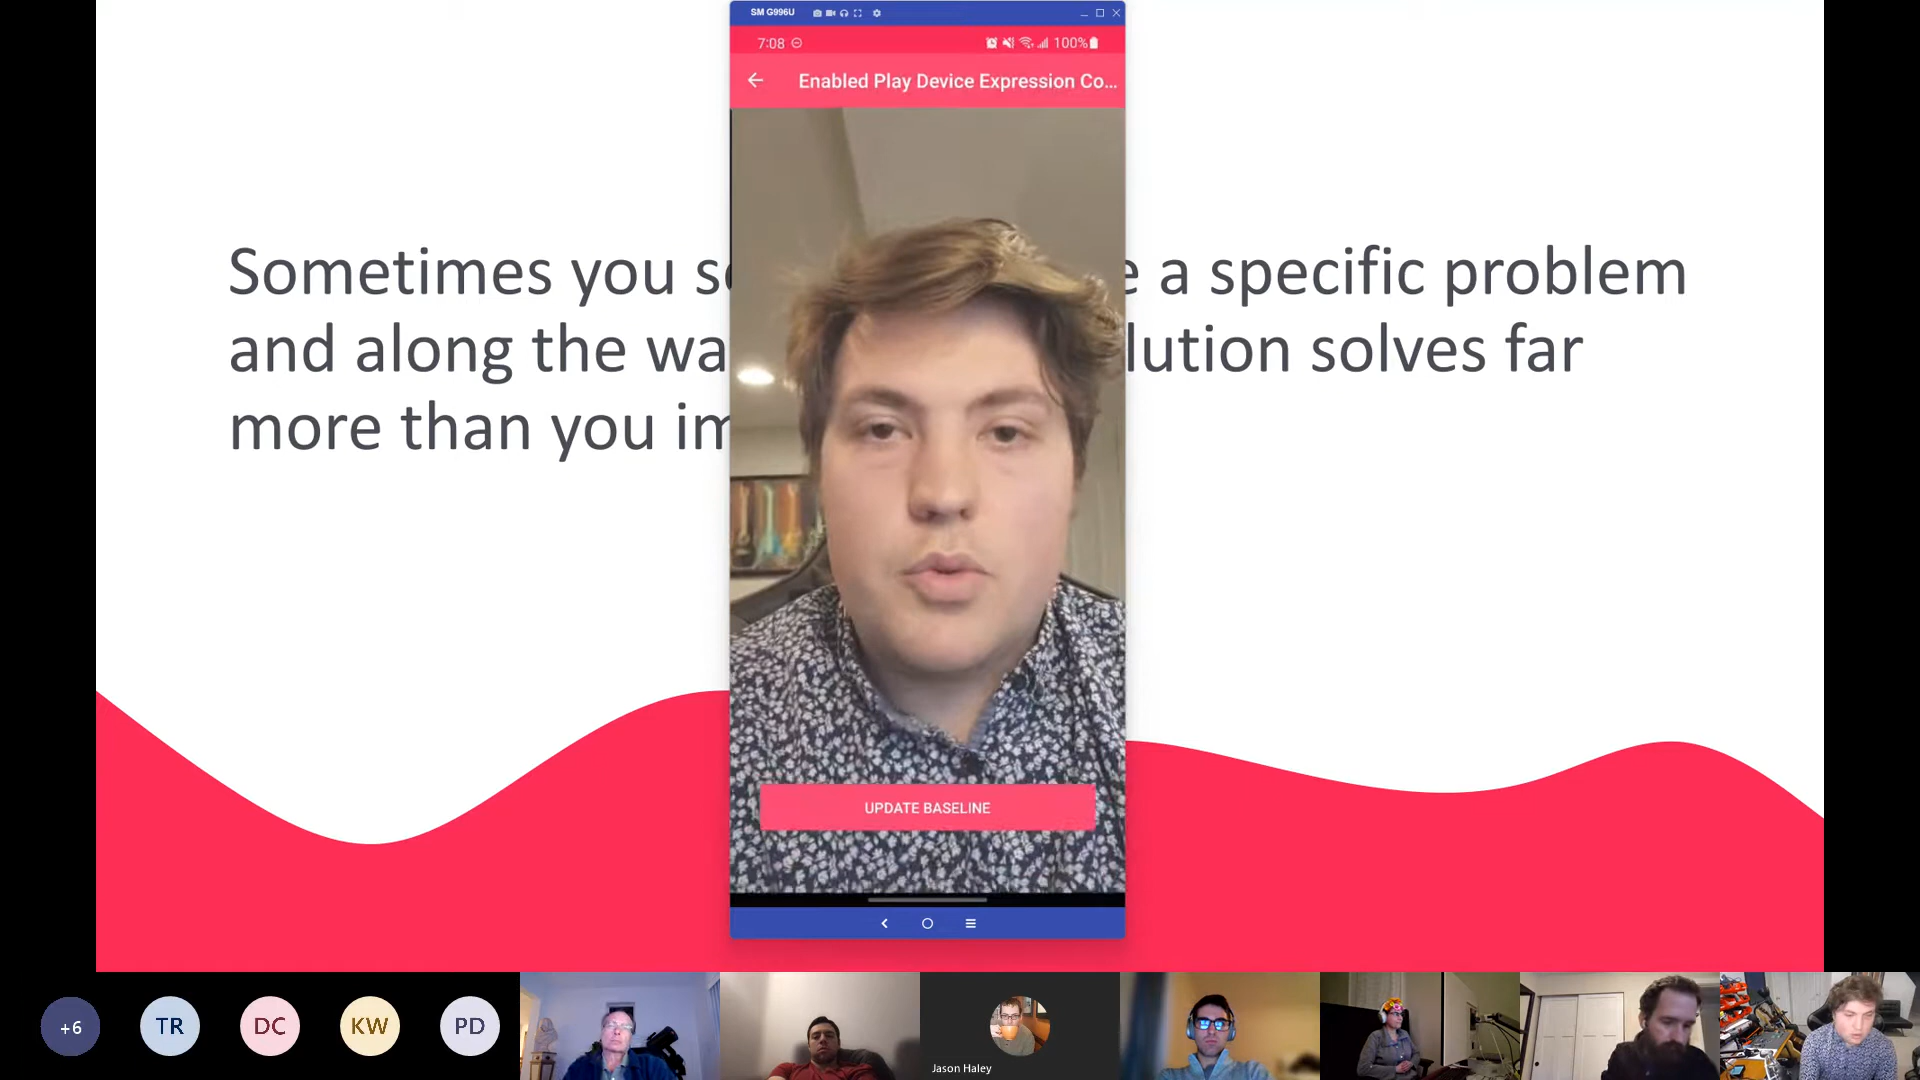 SM G996U
7:08
100%
Enabled Play Device Expression Co...
Sometimes you s e a specific problem
and along the wa lution solves far
more than you im
UPDATE BASELINE
+6
TR
DC
KW
PD
Jason Haley